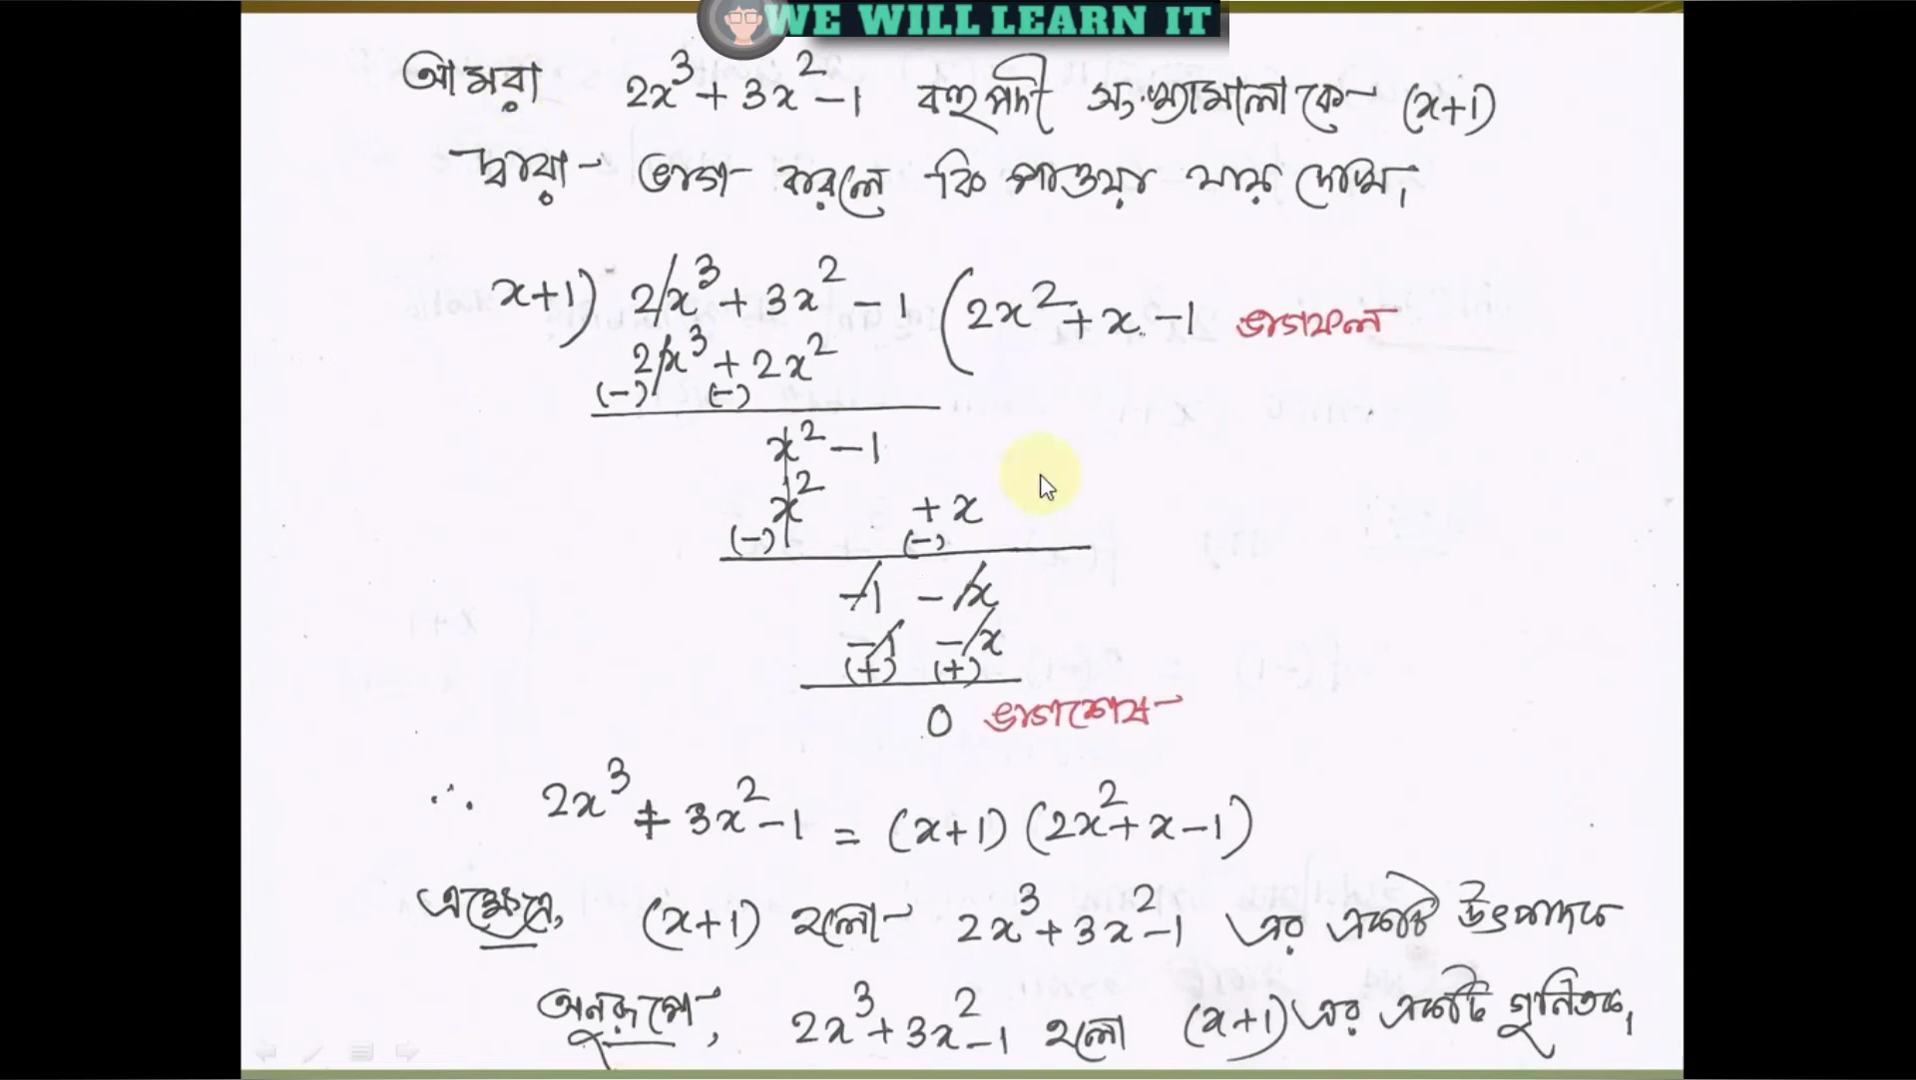 WE WILL LEARN IT
আমরা 2x³ + 3x² - 1 বহুপদী সংখ্যামালাকে (x+1)
দ্বারা ভাগ করলে কি পাওয়া যায় দেখি।
x+1) 2x³ + 3x² - 1 (2x² + x - 1 ভাগফল
2x³ + 2x²
(-) (-)
x² - 1
x² + x
(-) (-)
-1 - x
-1 - x
(+) (+)
0 ভাগশেষ
∴ 2x³ + 3x² - 1 = (x+1) (2x² + x - 1)
এক্ষেত্রে, (x+1) হলো 2x³ + 3x² - 1 এর একটি উৎপাদক
অনুরূপে, 2x³ + 3x² - 1 হলো (x+1) এর একটি গুণিতক।